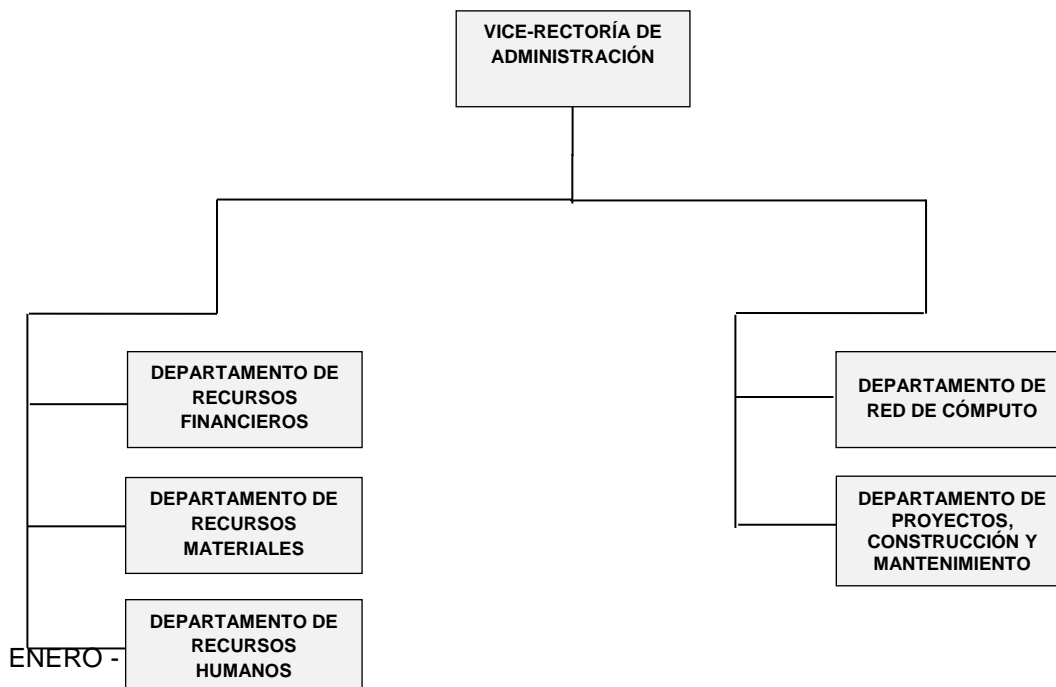 VICE-RECTORÍA DE
ADMINISTRACIÓN
DEPARTAMENTO DE
RECURSOS
FINANCIEROS
DEPARTAMENTO DE
RECURSOS
MATERIALES
DEPARTAMENTO DE
RECURSOS
HUMANOS
DEPARTAMENTO DE
RED DE CÓMPUTO
DEPARTAMENTO DE
PROYECTOS,
CONSTRUCCIÓN Y
MANTENIMIENTO
ENERO -